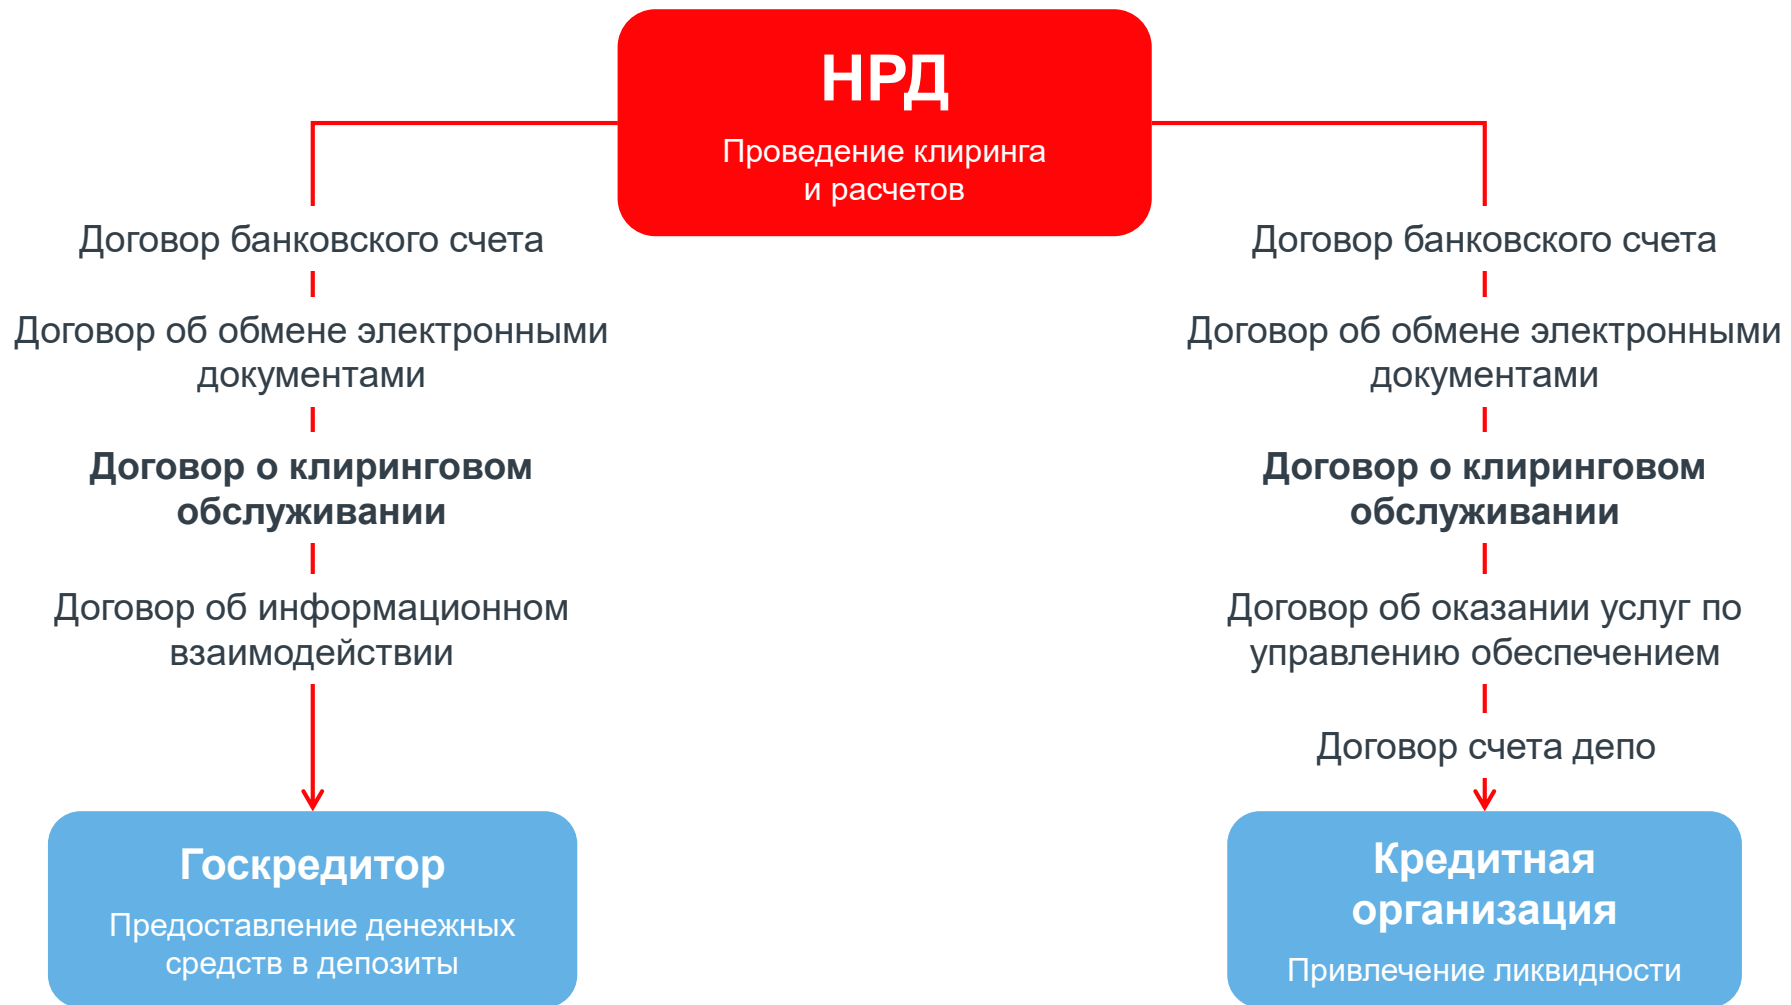 НРД
Проведение клиринга
и расчетов
Договор банковского счета
Договор об обмене электронными
документами
Договор о клиринговом
обслуживании
Договор об информационном
взаимодействии
Госкредитор
Предоставление денежных
средств в депозиты
Договор банковского счета
Договор об обмене электронными
документами
Договор о клиринговом
обслуживании
Договор об оказании услуг по
управлению обеспечением
Договор счета депо
Кредитная
организация
Привлечение ликвидности